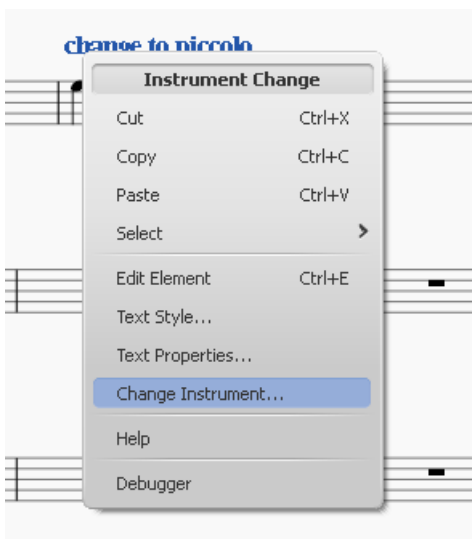 change to piccolo
Instrument Change
Cut Ctrl+X
Copy Ctrl+C
Paste Ctrl+V
Select
Edit Element Ctrl+E
Text Style...
Text Properties...
Change Instrument...
Help
Debugger